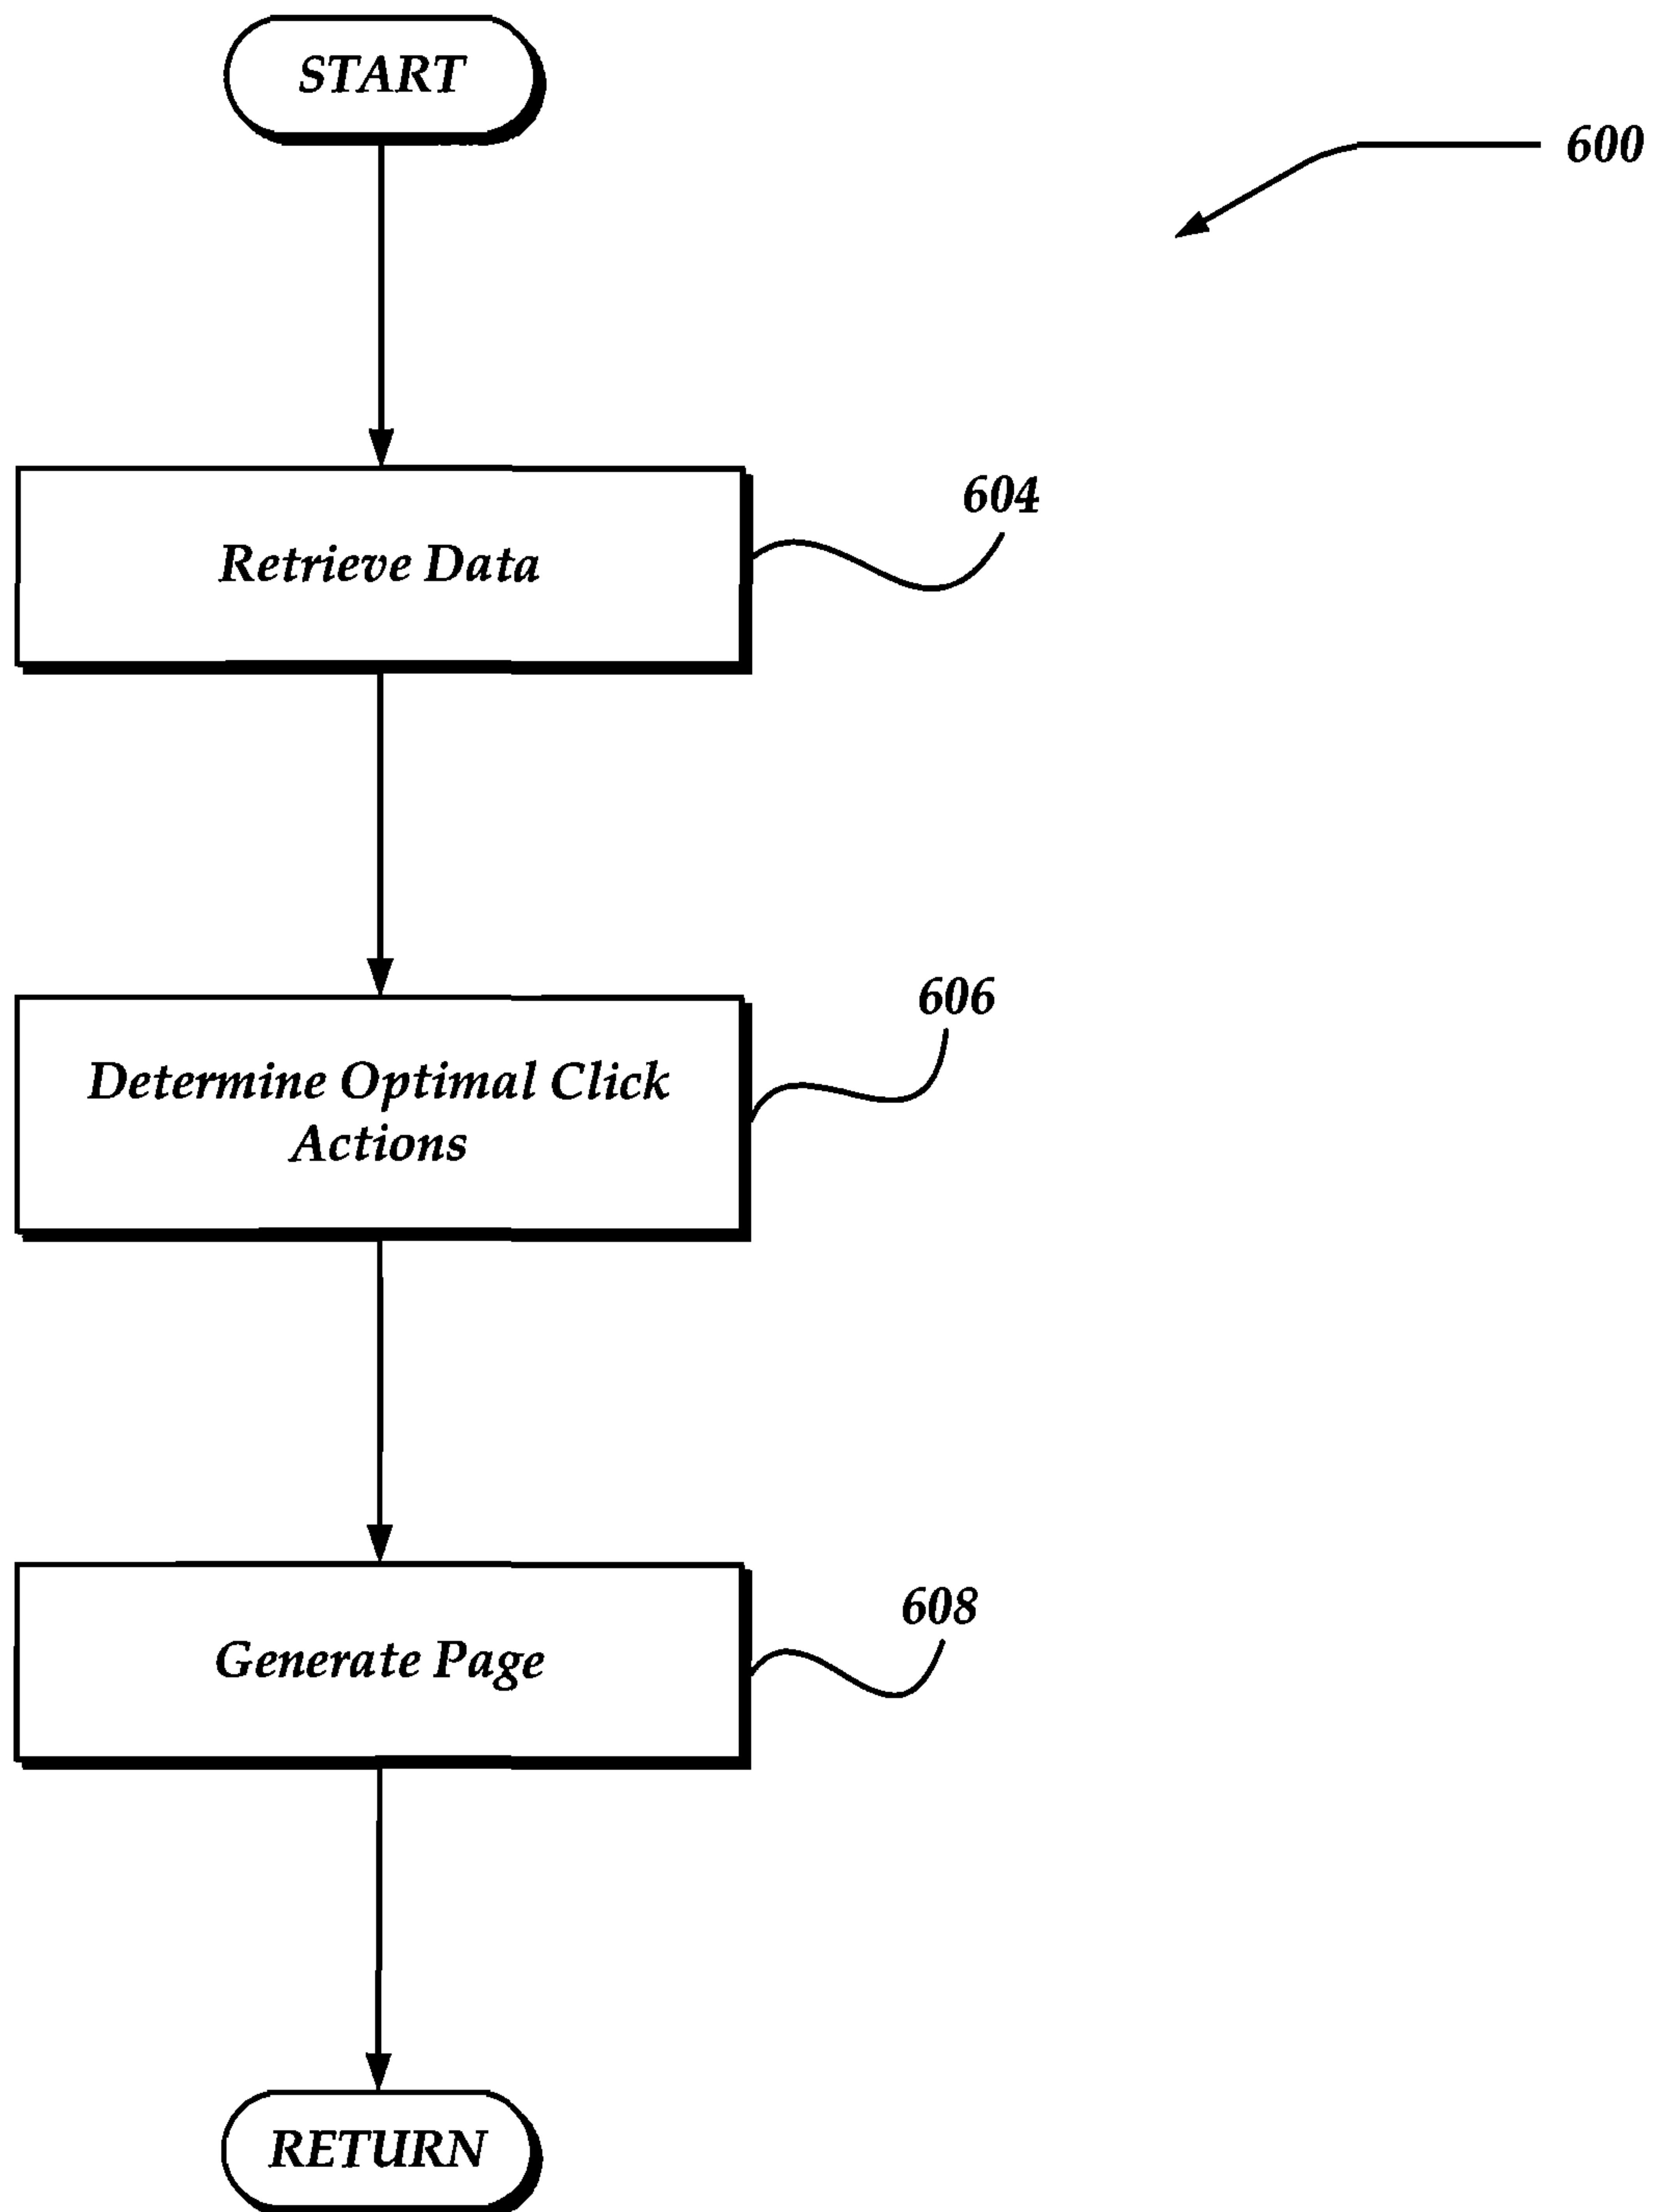 START
600
604
Retrieve Data
606
Determine Optimal Click
Actions
608
Generate Page
RETURN